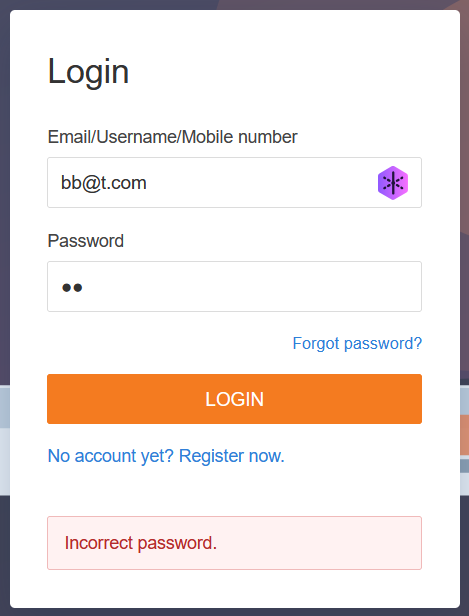 Login
Email/Username/Mobile number
bb@t.com
Password
••
Forgot password?
LOGIN
No account yet? Register now.
Incorrect password.